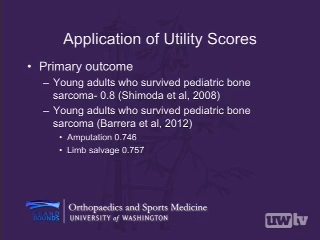 Application of Utility Scores
• Primary outcome
– Young adults who survived pediatric bone
sarcoma- 0.8 (Shimoda et al, 2008)
– Young adults who survived pediatric bone
sarcoma (Barrera et al, 2012)
• Amputation 0.746
• Limb salvage 0.757
GRAND
ROUNDS
Orthopaedics and Sports Medicine
UNIVERSITY of WASHINGTON
uwtv